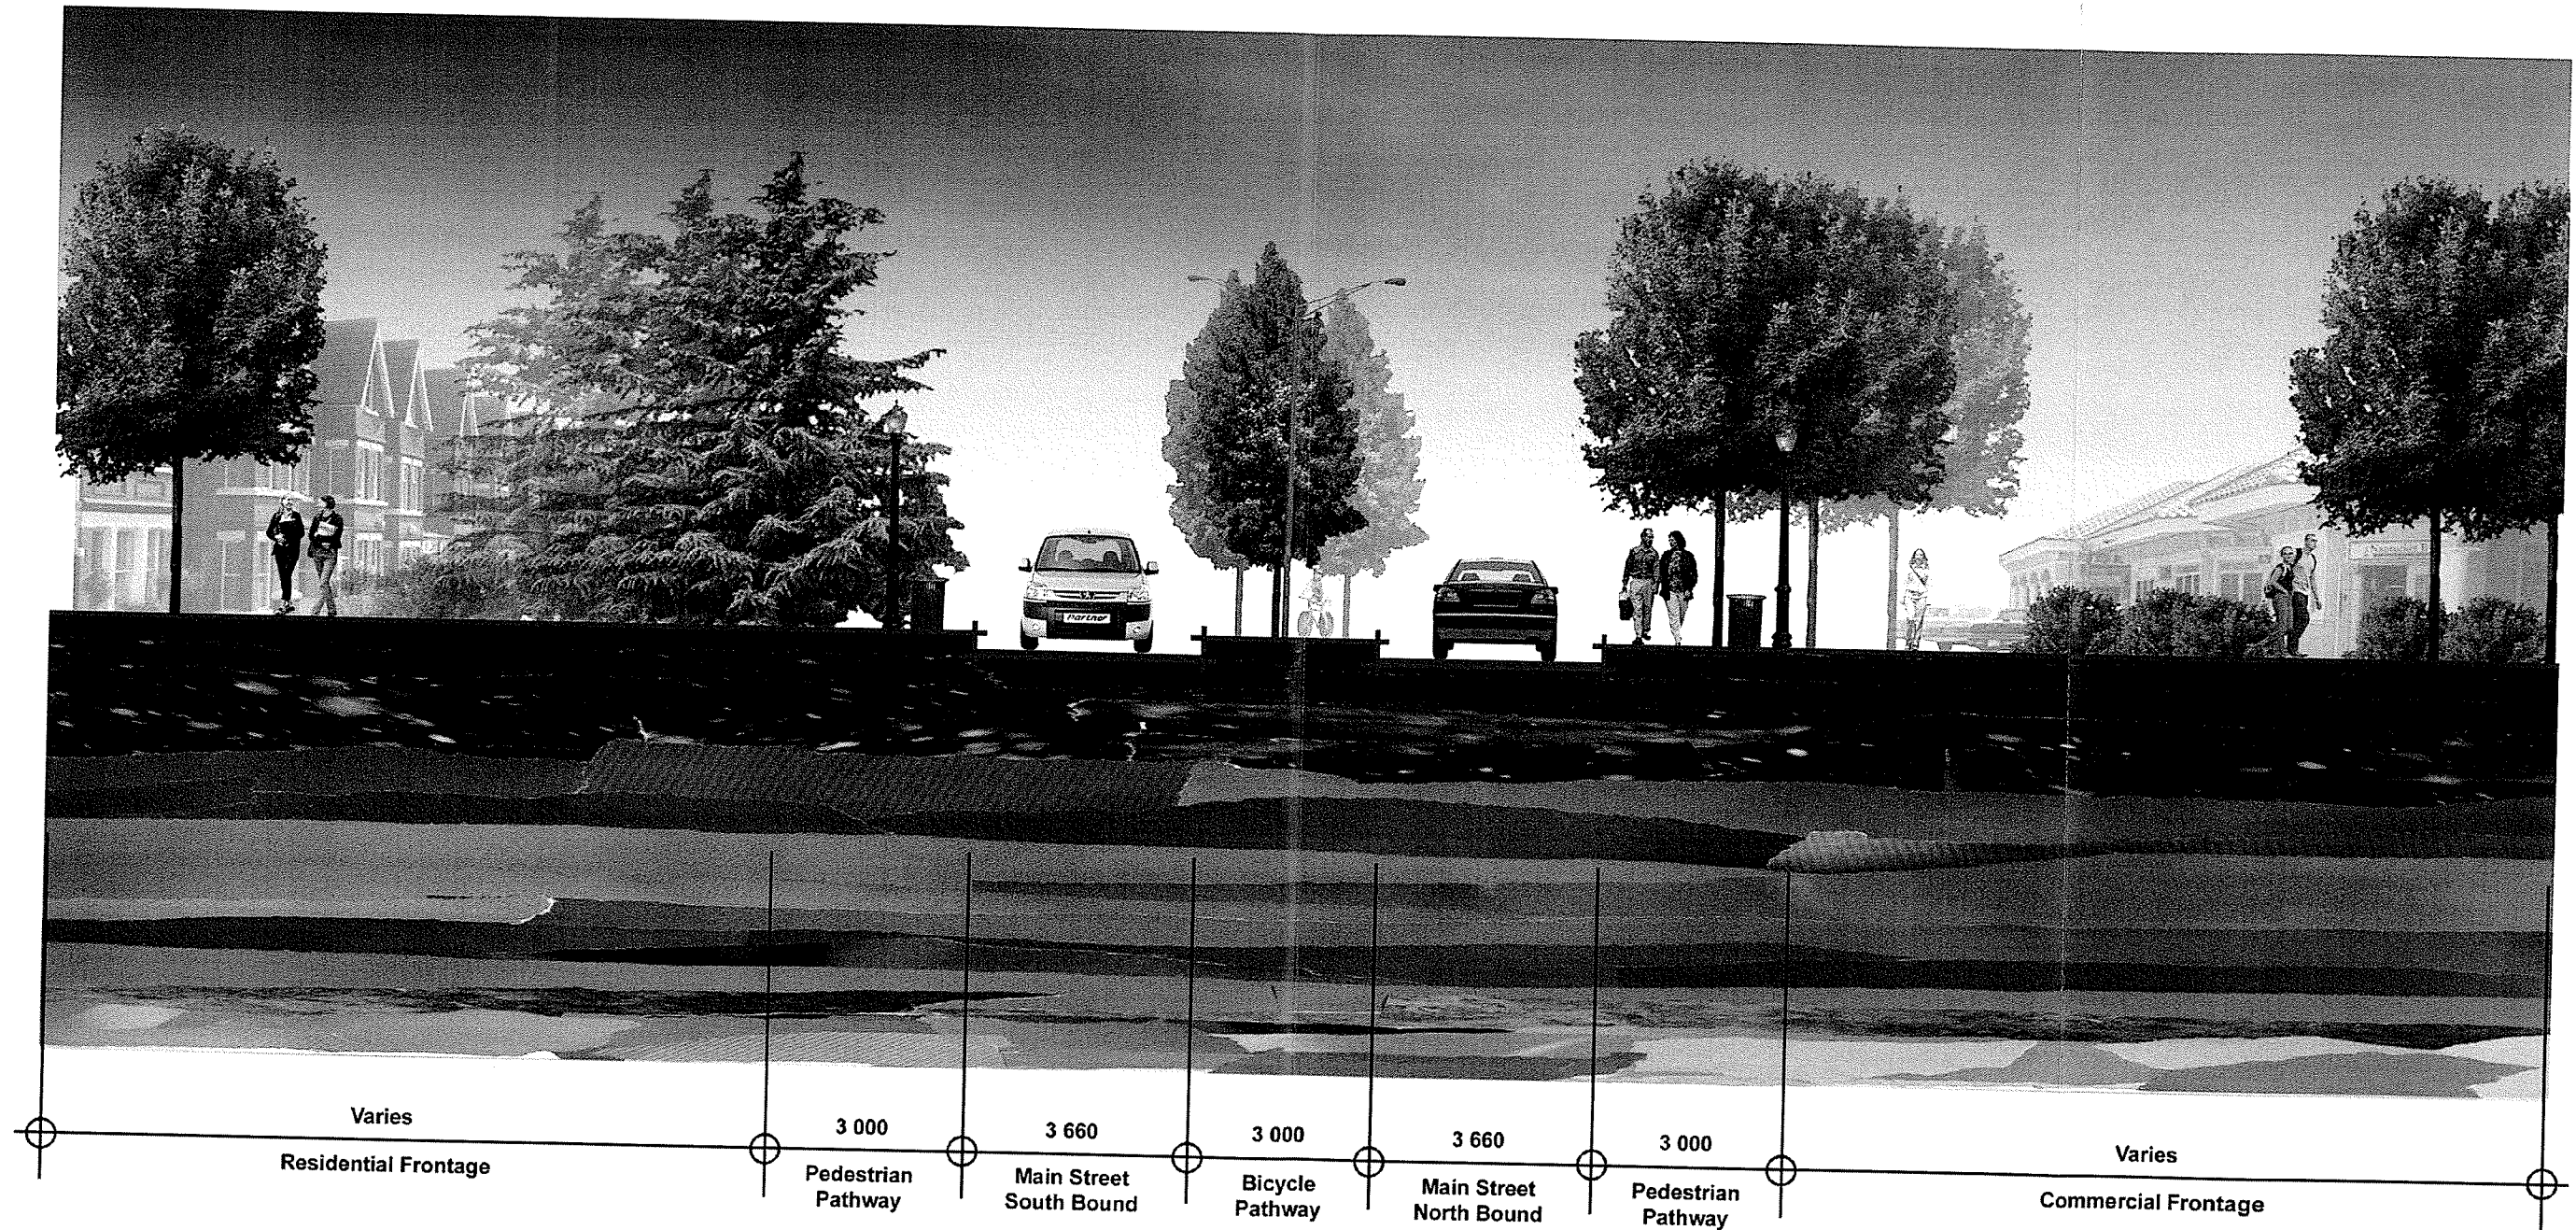 Partner
Varies
Residential Frontage
3 000
Pedestrian
Pathway
3 660
Main Street
South Bound
3 000
Bicycle
Pathway
3 660
Main Street
North Bound
3 000
Pedestrian
Pathway
Varies
Commercial Frontage